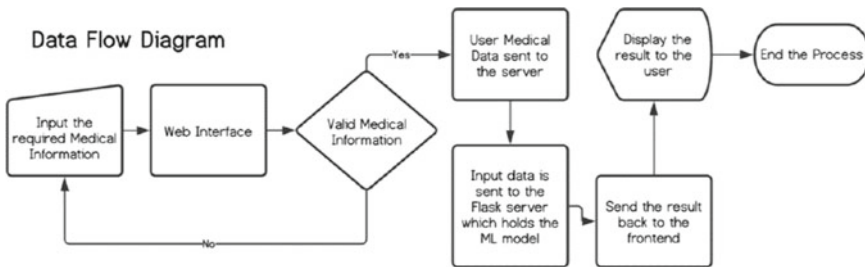 Data Flow Diagram
Input the
required Medical
Information
Web Interface
Valid Medical
Information
Yes
No
User Medical
Data sent to
the server
Input data is
sent to the
Flask server
which holds the
ML model
Send the result
back to the
frontend
Display the
result to the
user
End the Process